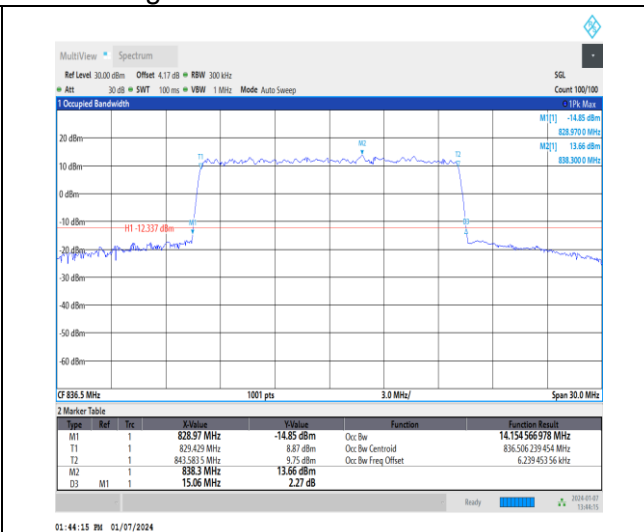 MultiView Spectrum
Ref Level 30.00 dBm Offset 4.17 dB RBW 300 kHz SGL
Att 30 dB SWT 100 ms VBW 1 MHz Mode Auto Sweep Count 100/100
1 Occupied Bandwidth 1Pk Max
M1[1] -14.85 dBm
828.970 0 MHz
M2[1] 13.66 dBm
838.300 0 MHz
20 dBm
M2
T1
T2
10 dBm
0 dBm
-10 dBm
H1 -12.337 dBm
M1
D3
-20 dBm
-30 dBm
-40 dBm
-50 dBm
-60 dBm
CF 836.5 MHz 1001 pts 3.0 MHz/ Span 30.0 MHz
2 Marker Table
Type Ref Trc X-Value Y-Value Function Function Result
M1 1 828.97 MHz -14.85 dBm Occ Bw 14.154 566 978 MHz
T1 1 829.429 MHz 8.87 dBm Occ Bw Centroid 836.506 239 454 MHz
T2 1 843.583 5 MHz 9.75 dBm Occ Bw Freq Offset 6.239 453 56 kHz
M2 1 838.3 MHz 13.66 dBm
D3 M1 1 15.06 MHz 2.27 dB
Ready 2024-01-07
13:44:15
01:44:15 PM 01/07/2024